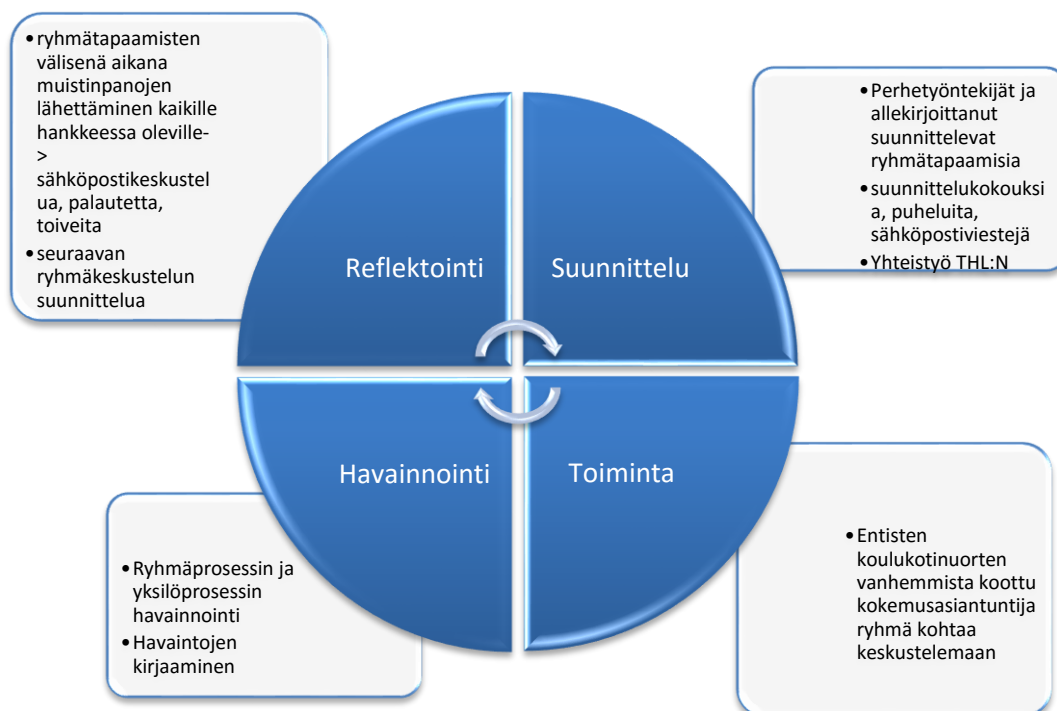 •ryhmätapaamisten
välisenä aikana
muistinpanojen
lähettäminen kaikille
hankkeessa oleville-
>
sähköpostikeskustel
ua, palautetta,
toiveita
•seuraavan
ryhmäkeskustelun
suunnittelua
•Perhetyöntekijät ja
allekirjoittanut
suunnittelevat
ryhmätapaamisia
•suunnittelukokouksi
a, puheluita,
sähköpostiviestejä
•Yhteistyö THL:N
Reflektointi
Suunnittelu
Havainnointi
Toiminta
•Ryhmäprosessin ja
yksilöprosessin
havainnointi
•Havaintojen
kirjaaminen
•Entisten
koulukotinuorten
vanhemmista koottu
kokemusasiantuntija
ryhmä kohtaa
keskustelemaan